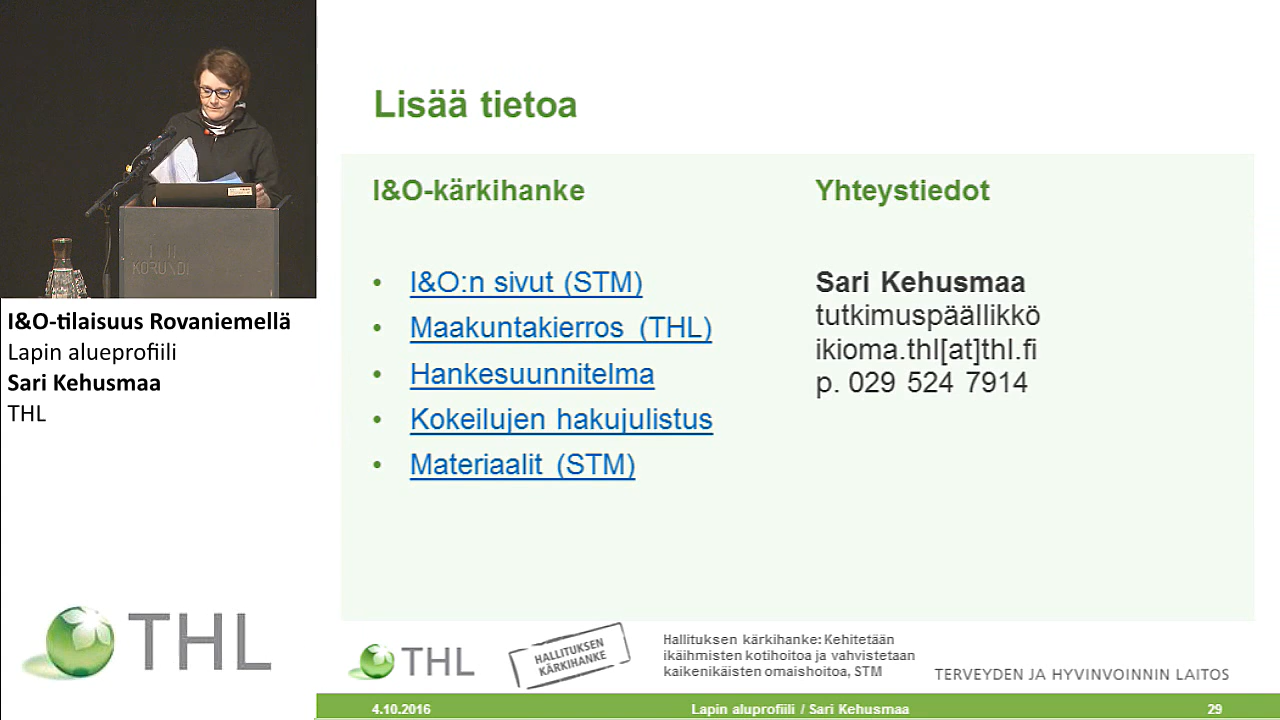 KORUNDI
I&O-tilaisuus Rovaniemellä
Lapin alueprofiili
Sari Kehusmaa
THL
THL
Lisää tietoa
I&O-kärkihanke
• I&O:n sivut (STM)
• Maakuntakierros (THL)
• Hankesuunnitelma
• Kokeilujen hakujulistus
• Materiaalit (STM)
Yhteystiedot
Sari Kehusmaa
tutkimuspäällikkö
ikioma.thl[at]thl.fi
p. 029 524 7914
THL
HALLITUKSEN
KÄRKIHANKE
Hallituksen kärkihanke: Kehitetään
ikäihmisten kotihoitoa ja vahvistetaan
kaikenikäisten omaishoitoa, STM
TERVEYDEN JA HYVINVOINNIN LAITOS
4.10.2016
Lapin aluprofiili / Sari Kehusmaa
29